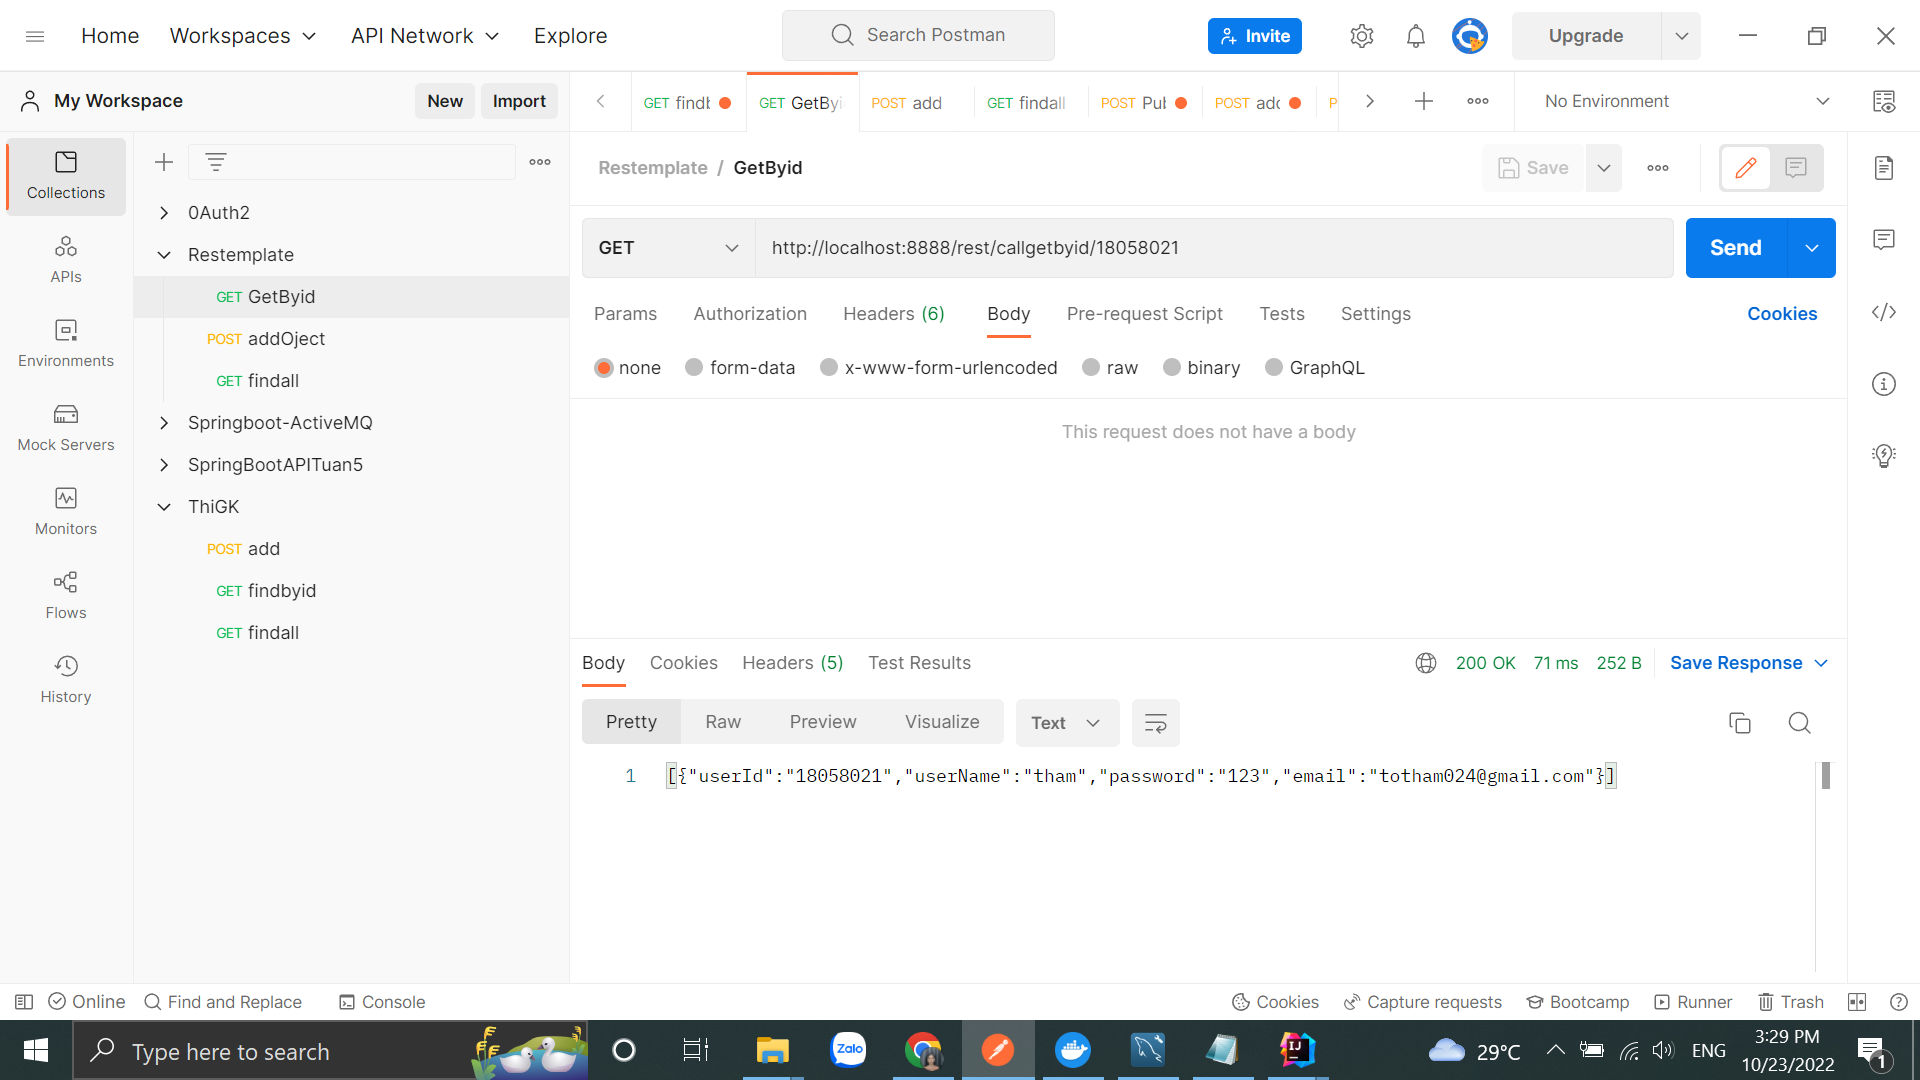 Home Workspaces API Network Explore Search Postman Invite Upgrade
My Workspace New Import GET findb GET GetByi POST add GET findall POST Pub POST add P No Environment
Collections
APIs
Environments
Mock Servers
Monitors
Flows
History
0Auth2
Restemplate
GET GetByid
POST addOject
GET findall
Springboot-ActiveMQ
SpringBootAPITuan5
ThiGK
POST add
GET findbyid
GET findall
Restemplate / GetByid Save
GET http://localhost:8888/rest/callgetbyid/18058021 Send
Params Authorization Headers (6) Body Pre-request Script Tests Settings Cookies
none form-data x-www-form-urlencoded raw binary GraphQL
This request does not have a body
Body Cookies Headers (5) Test Results 200 OK 71 ms 252 B Save Response
Pretty Raw Preview Visualize Text
1 [{"userId":"18058021","userName":"tham","password":"123","email":"totham024@gmail.com"}]
Online Find and Replace Console Cookies Capture requests Bootcamp Runner Trash
Type here to search Zalo IJ 29°C ENG 3:29 PM
10/23/2022 1